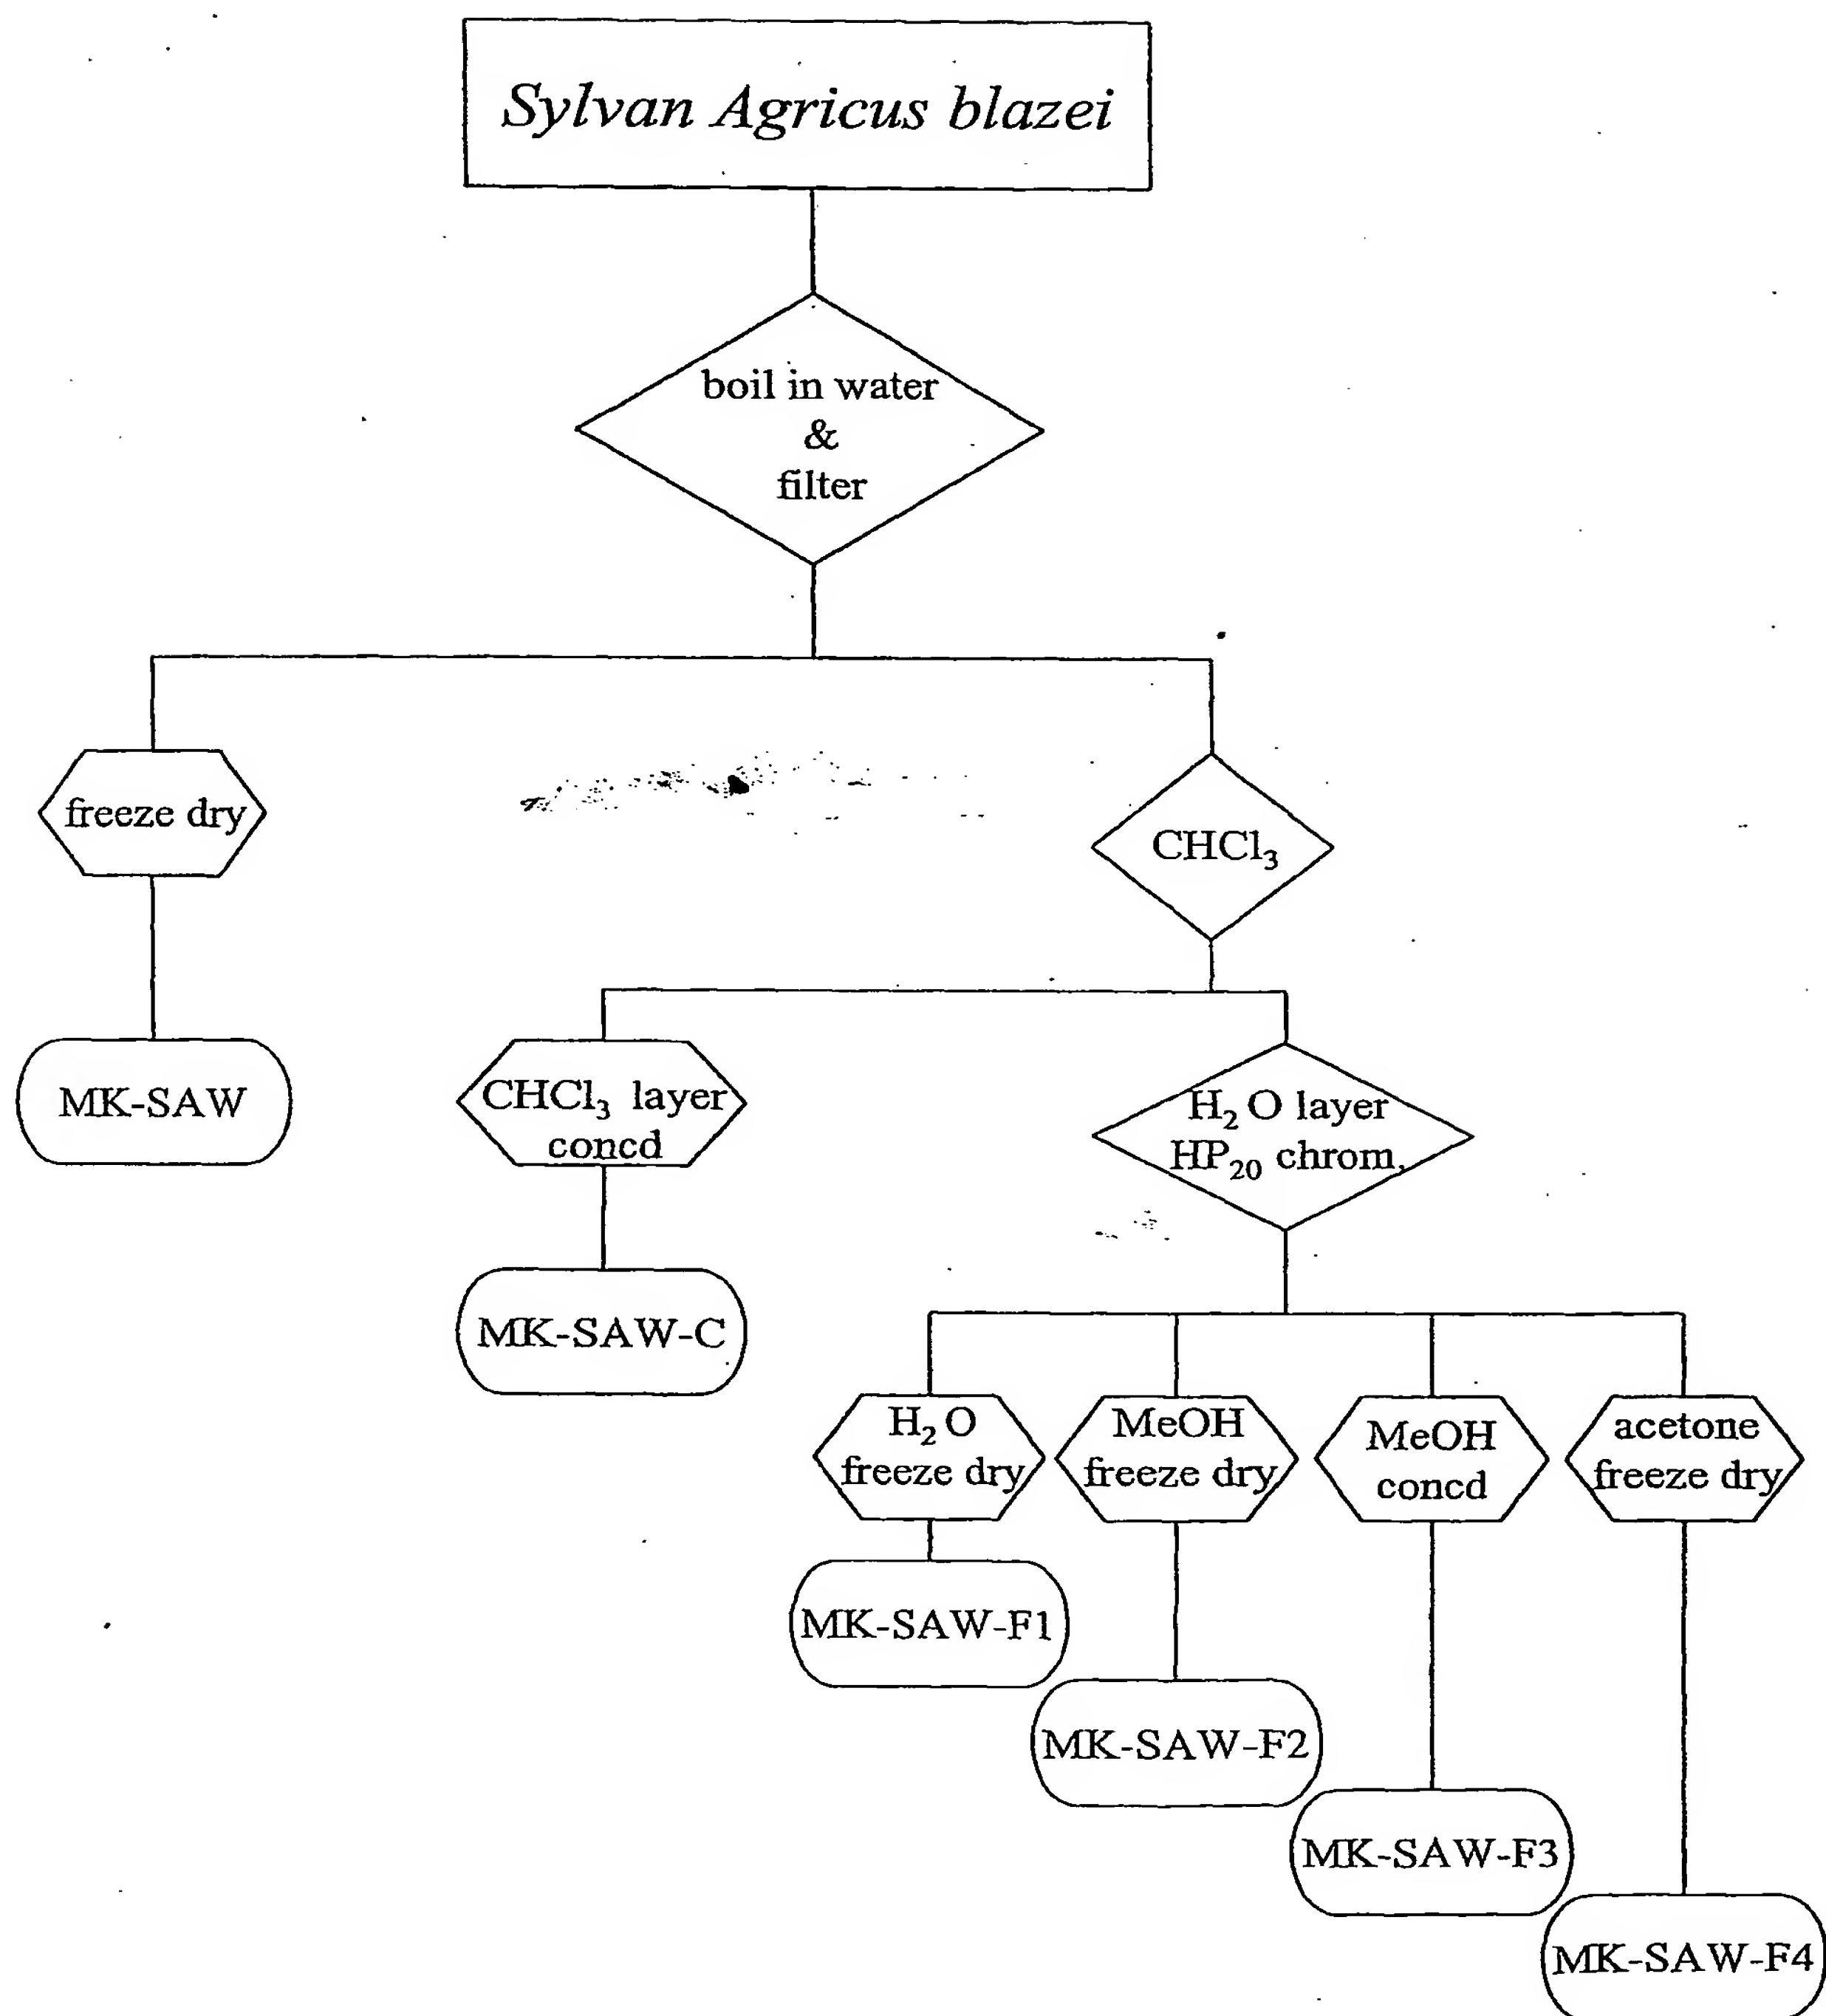 Sylvan Agricus blazei
boil in water
&
filter
freeze dry
CHCl₃
MK-SAW
CHCl₃ layer
concd
H₂O layer
HP₂₀ chrom.
MK-SAW-C
H₂O
freeze dry
MeOH
freeze dry
MeOH
concd
acetone
freeze dry
MK-SAW-F1
MK-SAW-F2
MK-SAW-F3
MK-SAW-F4